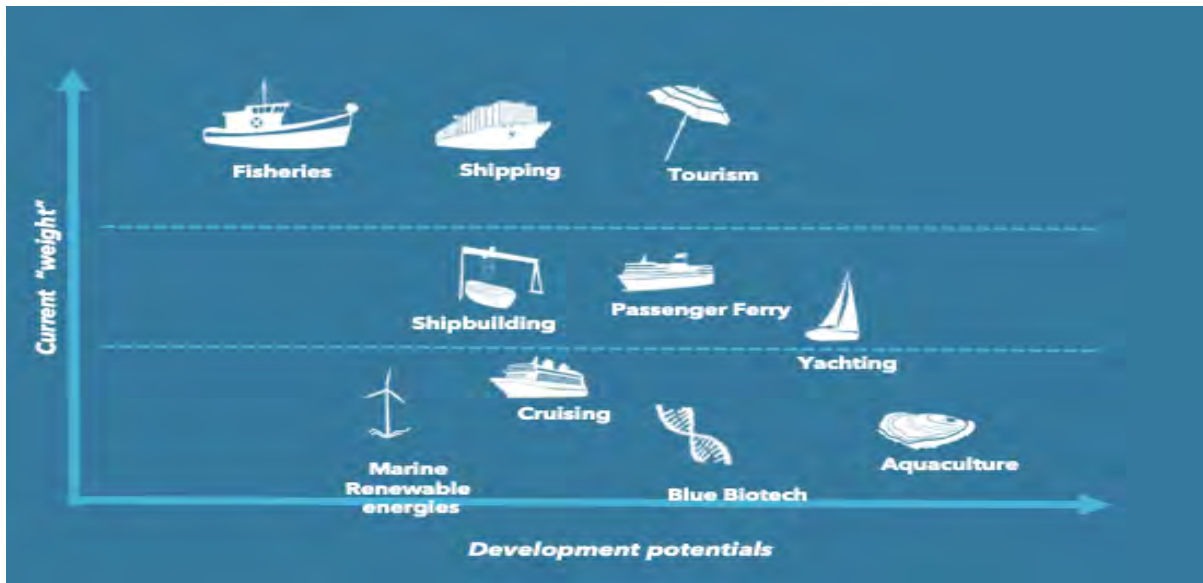 Current "weight"
Fisheries
Shipping
Tourism
Shipbuilding
Passenger Ferry
Yachting
Cruising
Marine
Renewable
energies
Blue Biotech
Aquaculture
Development potentials